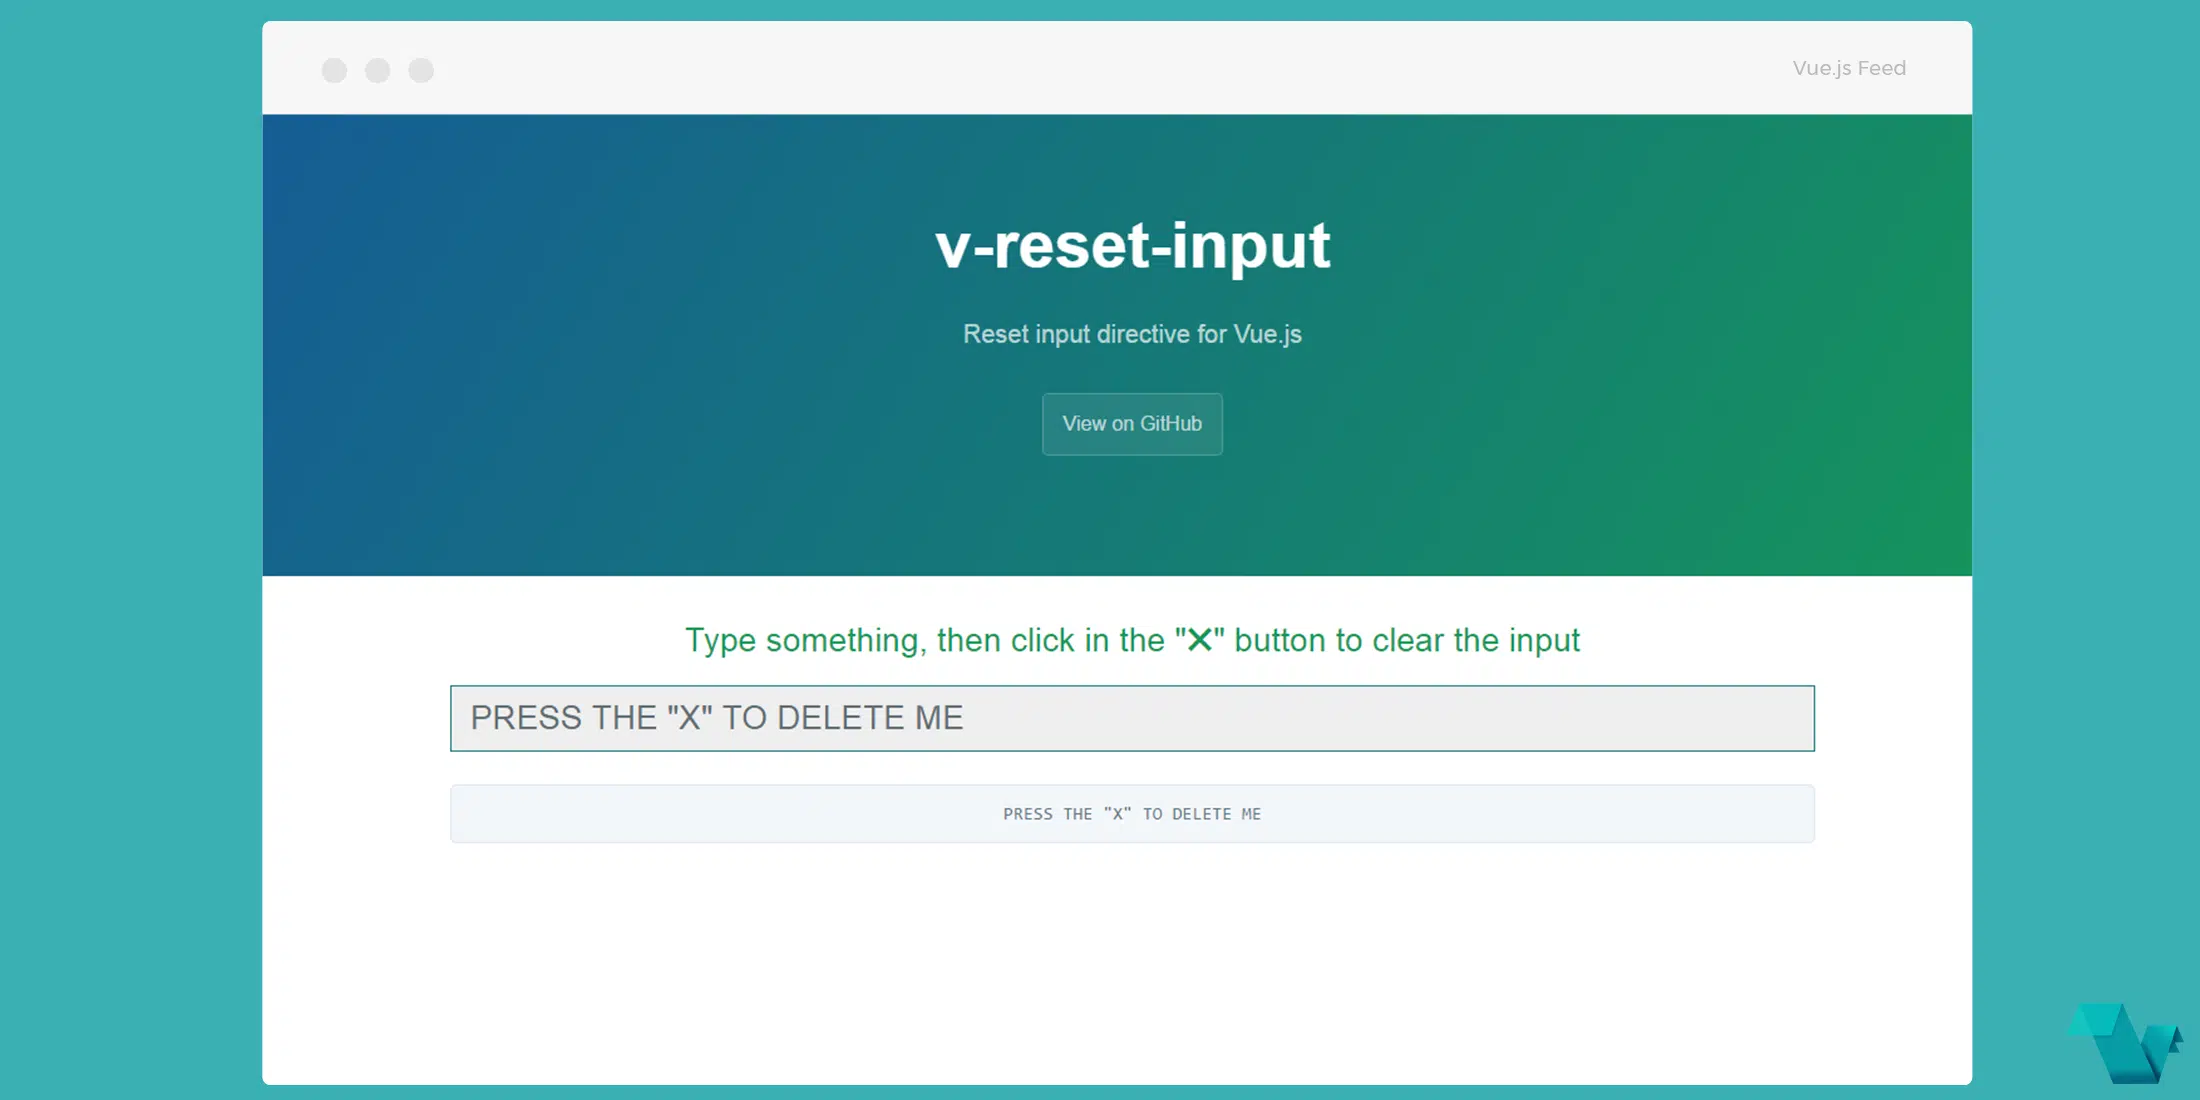 Vue.js Feed
v-reset-input
Reset input directive for Vue.js
View on GitHub
Type something, then click in the "✕" button to clear the input
PRESS THE "X" TO DELETE ME
PRESS THE "X" TO DELETE ME